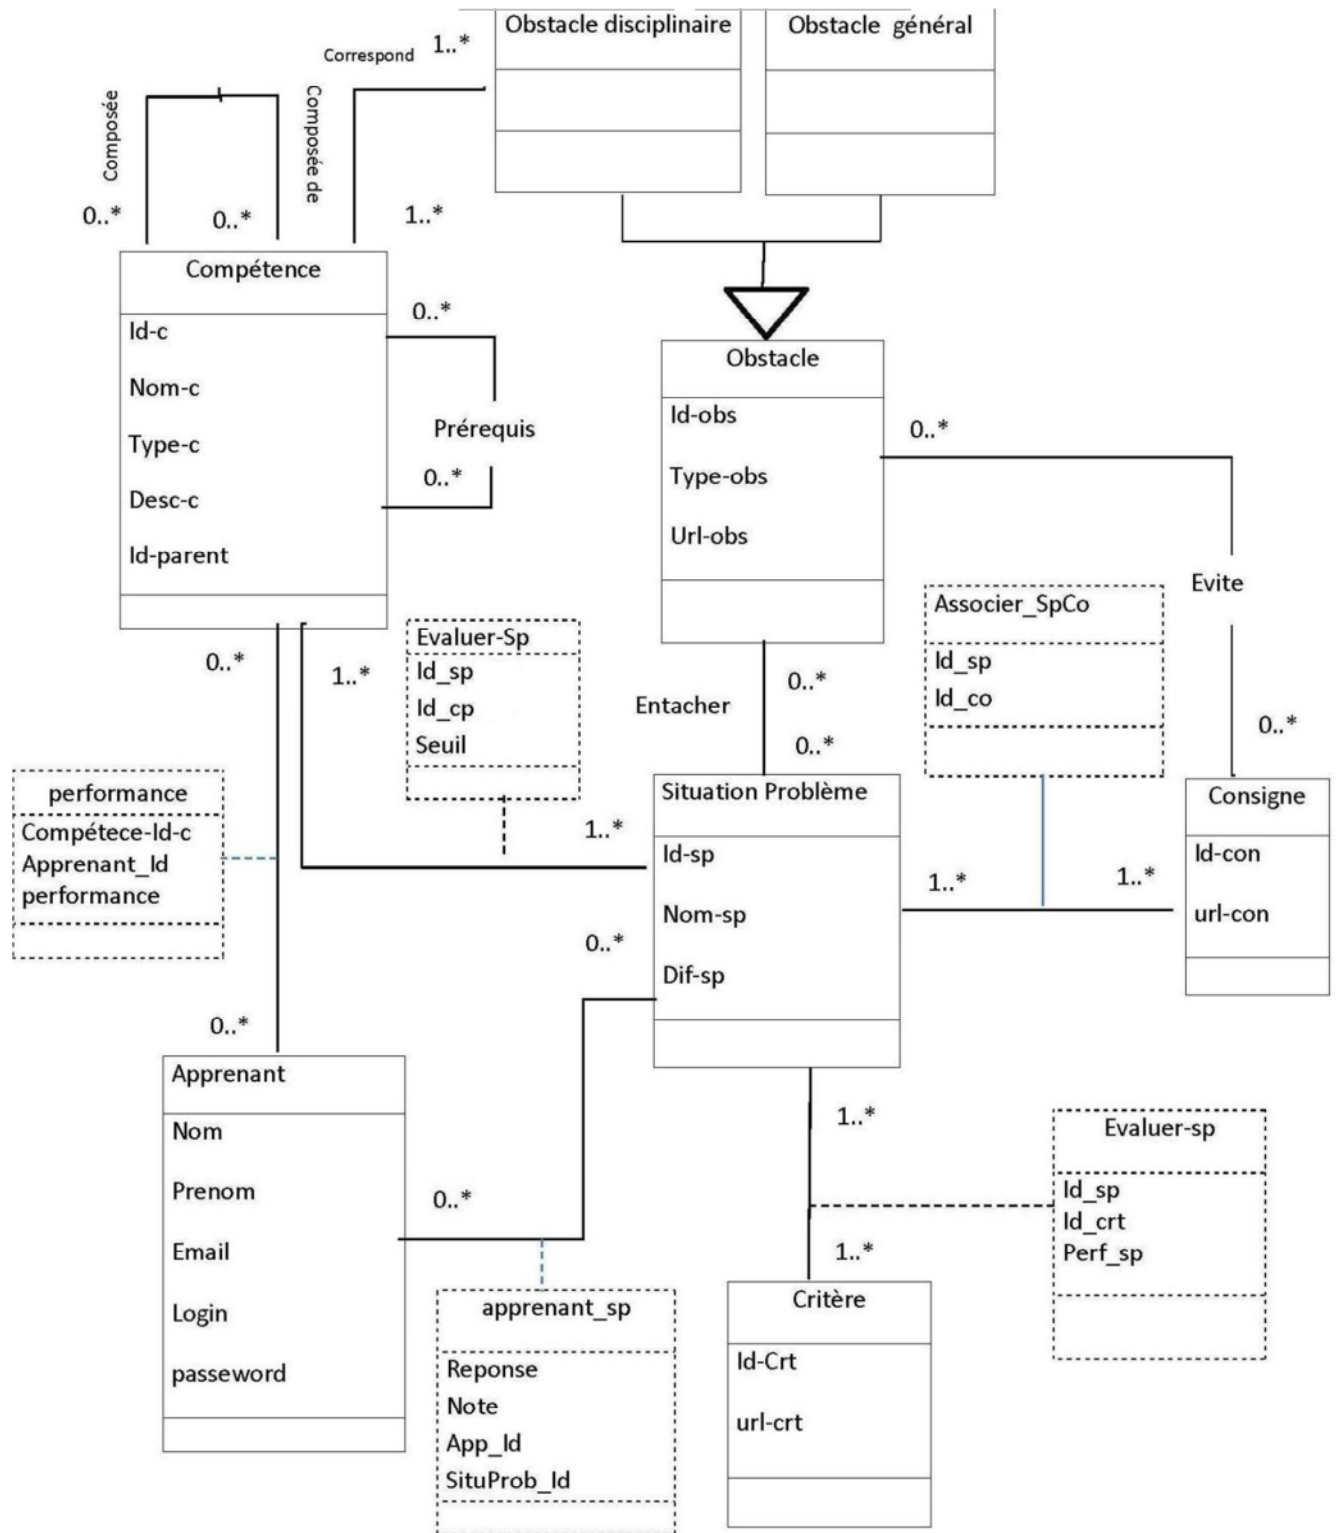 Obstacle disciplinaire
Obstacle général
Correspond
1..*
Composée
Composée de
0..*
0..*
1..*
Compétence
Id-c
Nom-c
Type-c
Desc-c
Id-parent
0..*
Prérequis
0..*
Obstacle
Id-obs
Type-obs
Url-obs
0..*
Evite
0..*
Associer_SpCo
Id_sp
Id_co
Evaluer-Sp
Id_sp
Id_cp
Seuil
0..*
1..*
Entacher
0..*
0..*
performance
Compétece-Id-c
Apprenant_Id
performance
1..*
Situation Problème
Id-sp
Nom-sp
Dif-sp
1..*
1..*
Consigne
Id-con
url-con
0..*
0..*
Apprenant
Nom
Prenom
Email
Login
passeword
0..*
apprenant_sp
Reponse
Note
App_Id
SituProb_Id
1..*
1..*
Evaluer-sp
Id_sp
Id_crt
Perf_sp
Critère
Id-Crt
url-crt